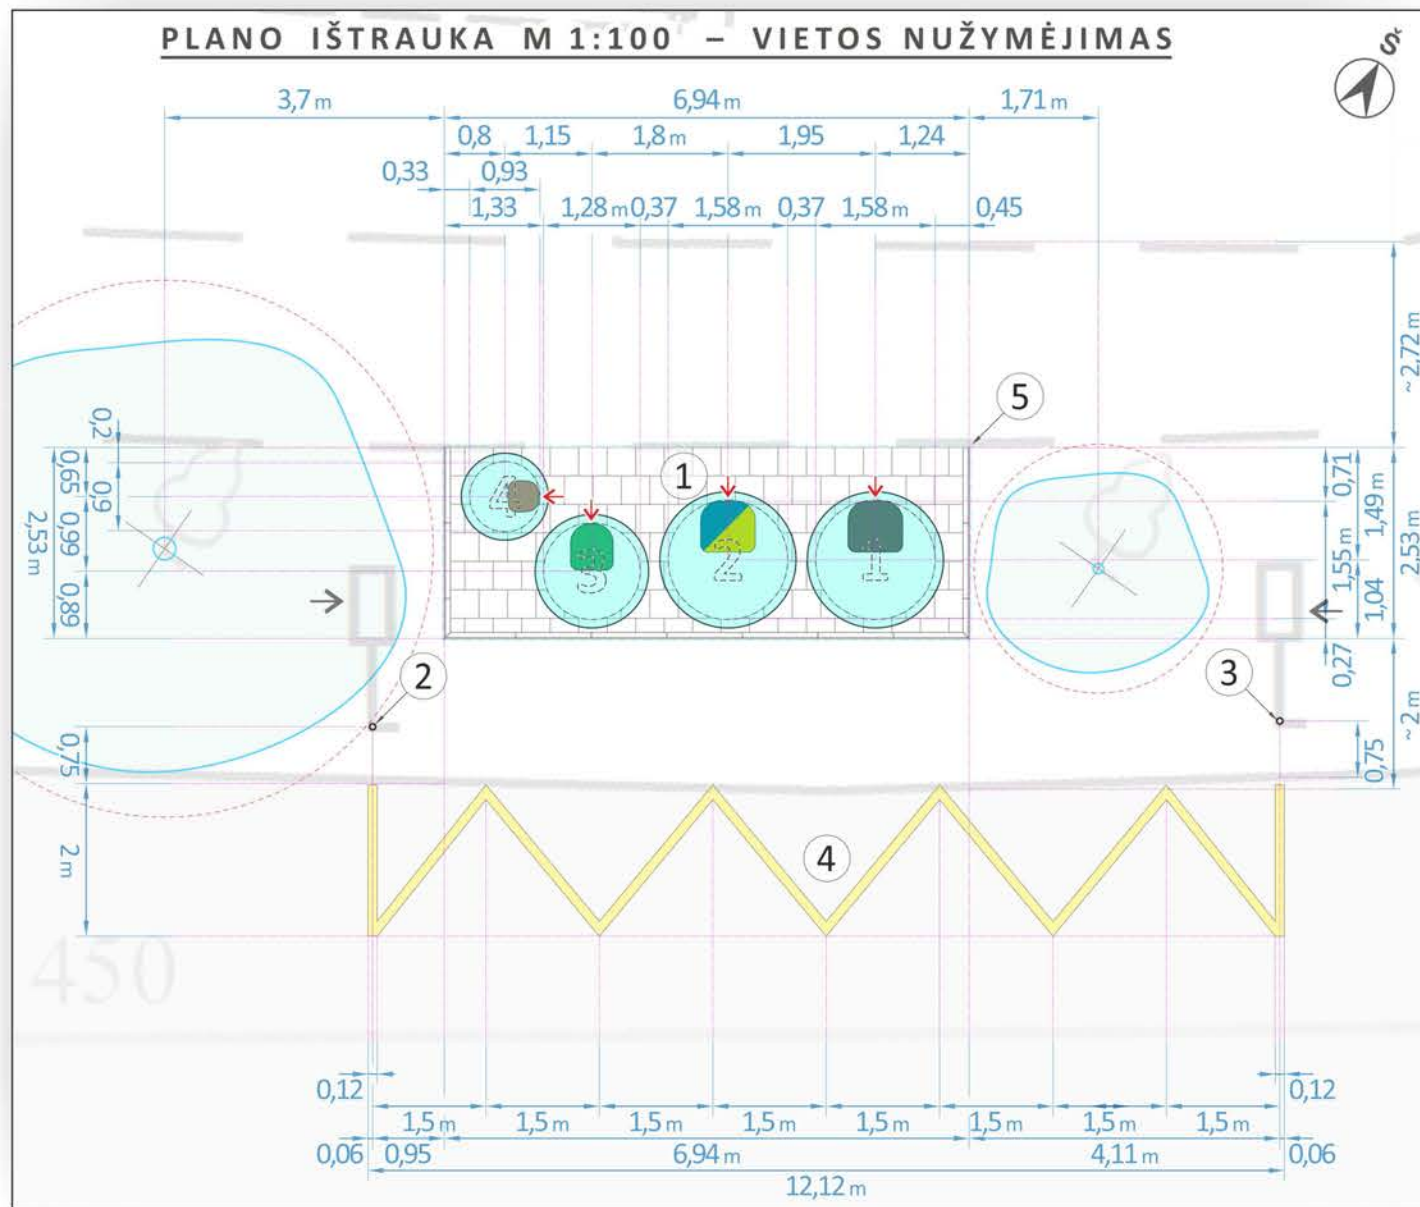 PLANO IŠTRAUKA M 1:100 – VIETOS NUŽYMĖJIMAS
Š
3,7 m 6,94 m 1,71 m
0,8 1,15 1,8 m 1,95 1,24
0,33 0,93
1,33 1,28 m 0,37 1,58 m 0,37 1,58 m 0,45
~ 2,72 m
5
0,2
0,65 0,9
0,99
2,53 m
0,89
1
4
3
2
1
0,71
1,49 m
2,53 m
1,55 m
1,04
0,27
2
3
0,75
~ 2 m
0,75
2 m
4
450
0,12 0,12
1,5 m 1,5 m 1,5 m 1,5 m 1,5 m 1,5 m 1,5 m 1,5 m
0,06 0,95 6,94 m 4,11 m 0,06
12,12 m